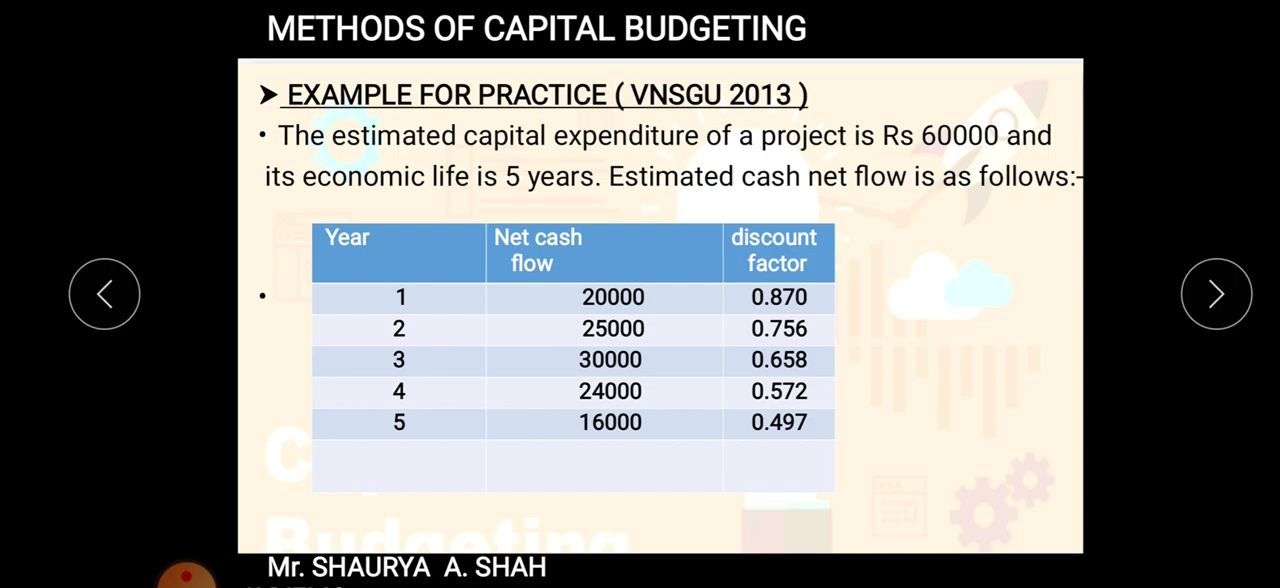 METHODS OF CAPITAL BUDGETING
➤ EXAMPLE FOR PRACTICE ( VNSGU 2013 )
• The estimated capital expenditure of a project is Rs 60000 and
its economic life is 5 years. Estimated cash net flow is as follows:-
Year Net cash flow discount factor
• 1 20000 0.870
2 25000 0.756
3 30000 0.658
4 24000 0.572
5 16000 0.497
Budgeting
Mr. SHAURYA A. SHAH